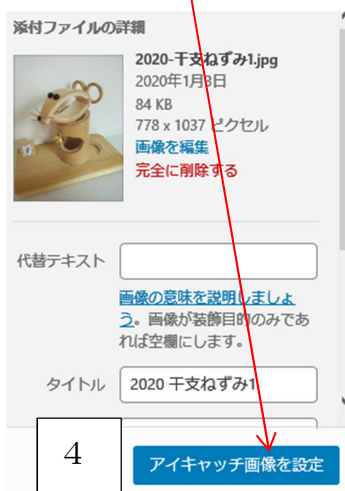 添付ファイルの詳細
2020-干支ねずみ1.jpg
2020年1月3日
84 KB
778 x 1037 ピクセル
画像を編集
完全に削除する
代替テキスト
画像の意味を説明しましょ
う。画像が装飾目的のみであ
れば空欄にします。
タイトル
2020 干支ねずみ1
4
アイキャッチ画像を設定